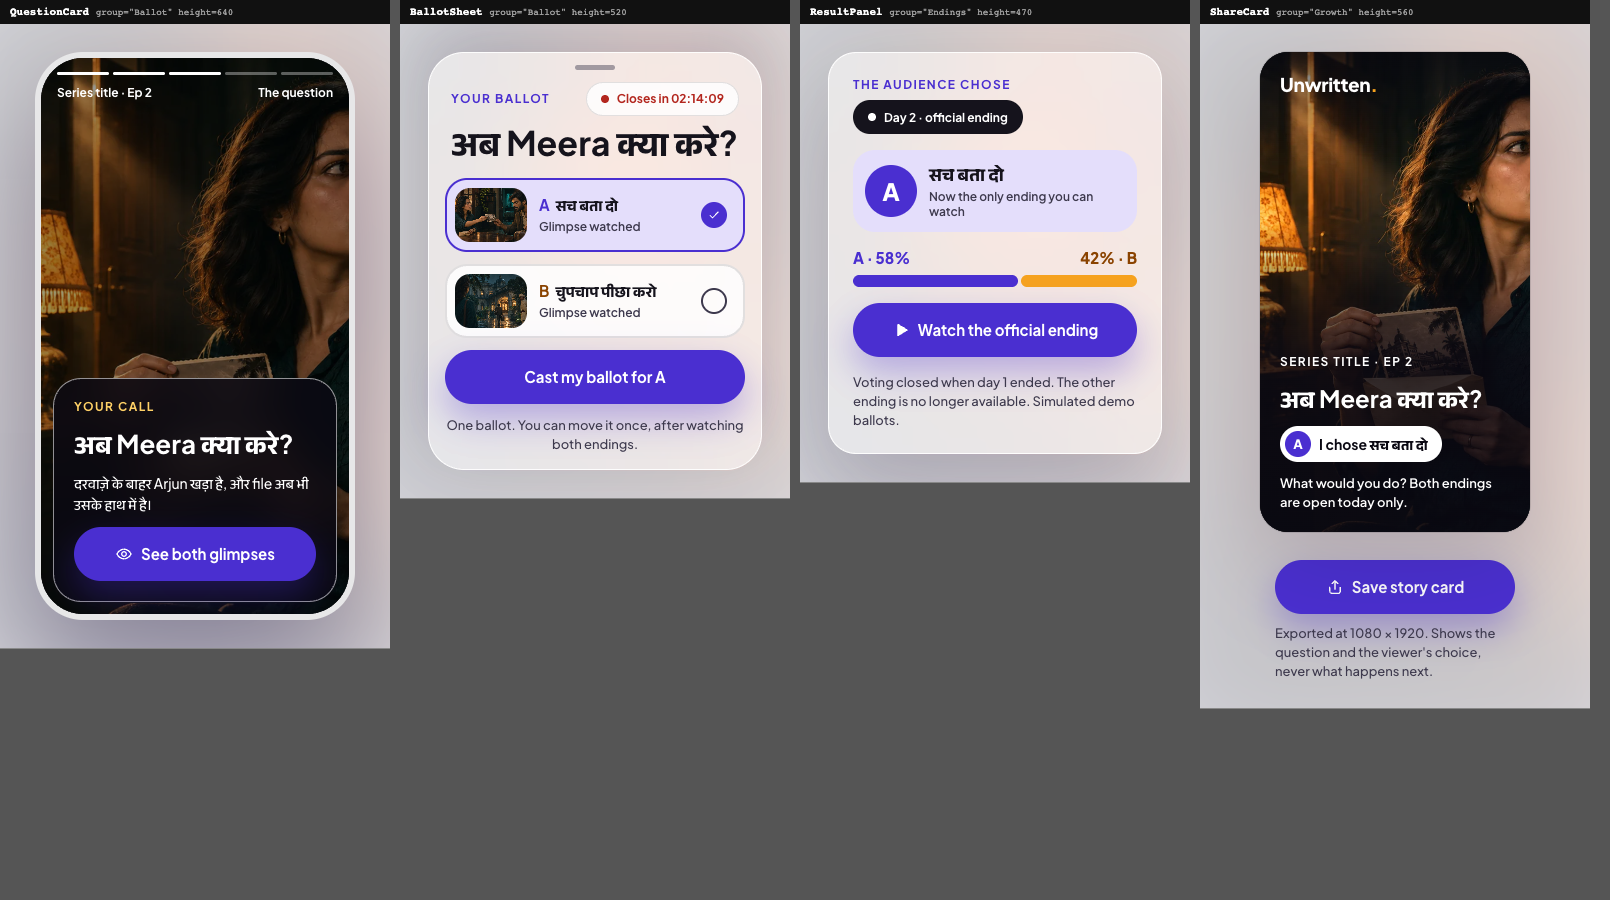 QuestionCard group="Ballot" height=640
Series title · Ep 2
The question
YOUR CALL
अब Meera क्या करे?
दरवाज़े के बाहर Arjun खड़ा है, और file अब भी
उसके हाथ में है।
See both glimpses
BallotSheet group="Ballot" height=520
YOUR BALLOT
Closes in 02:14:09
अब Meera क्या करे?
A सच बता दो
Glimpse watched
B चुपचाप पीछा करो
Glimpse watched
Cast my ballot for A
One ballot. You can move it once, after watching
both endings.
ResultPanel group="Endings" height=470
THE AUDIENCE CHOSE
Day 2 · official ending
A
सच बता दो
Now the only ending you can
watch
A · 58%
42% · B
Watch the official ending
Voting closed when day 1 ended. The other
ending is no longer available. Simulated demo
ballots.
ShareCard group="Growth" height=560
Unwritten.
SERIES TITLE · EP 2
अब Meera क्या करे?
A I chose सच बता दो
What would you do? Both endings
are open today only.
Save story card
Exported at 1080 × 1920. Shows the
question and the viewer's choice,
never what happens next.